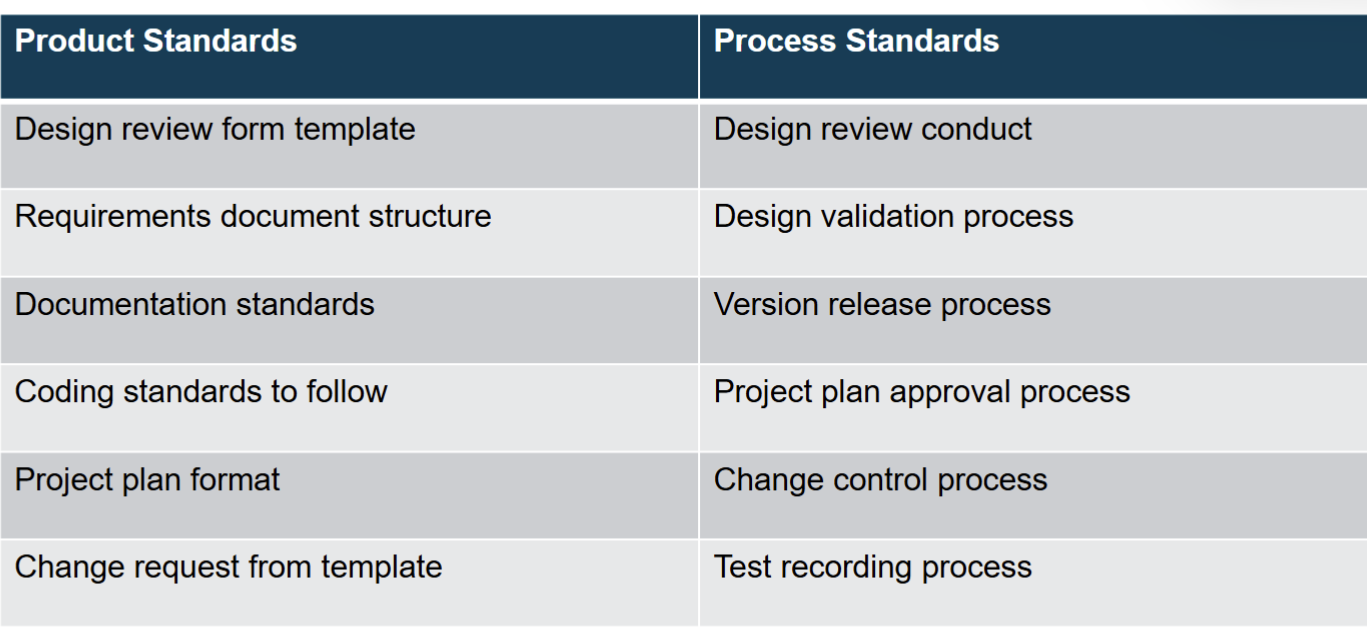 Product Standards
Process Standards
Design review form template
Design review conduct
Requirements document structure
Design validation process
Documentation standards
Version release process
Coding standards to follow
Project plan approval process
Project plan format
Change control process
Change request from template
Test recording process